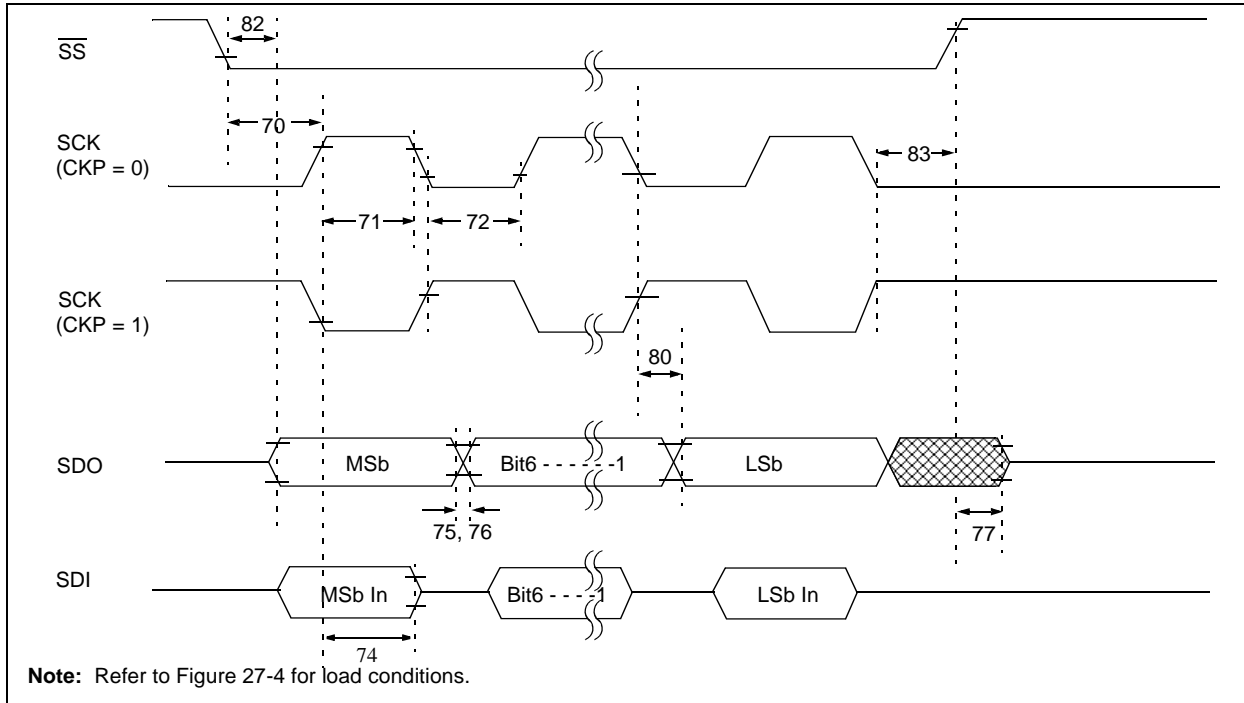 82
SS
70
SCK
(CKP = 0)
83
71
72
SCK
(CKP = 1)
80
SDO
MSb
Bit6 - - - - - -1
LSb
75, 76
77
SDI
MSb In
Bit6 - - - -1
LSb In
74
Note: Refer to Figure 27-4 for load conditions.